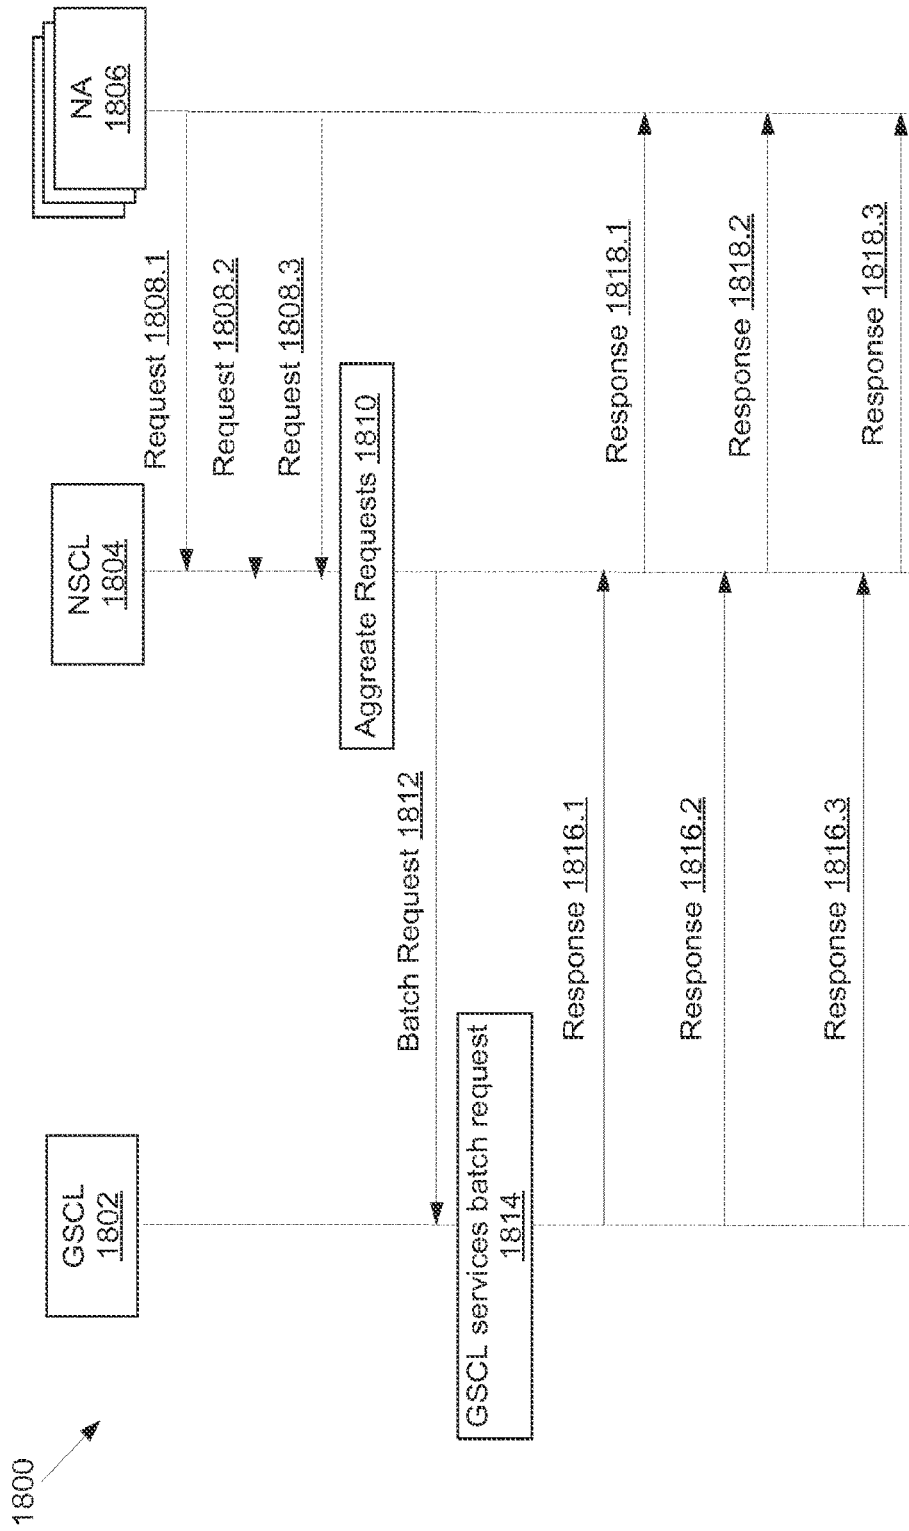 1800
GSCL
1802
NSCL
1804
NA
1806
Request 1808.1
Request 1808.2
Request 1808.3
Aggreate Requests 1810
Batch Request 1812
GSCL services batch request
1814
Response 1816.1
Response 1818.1
Response 1816.2
Response 1818.2
Response 1816.3
Response 1818.3